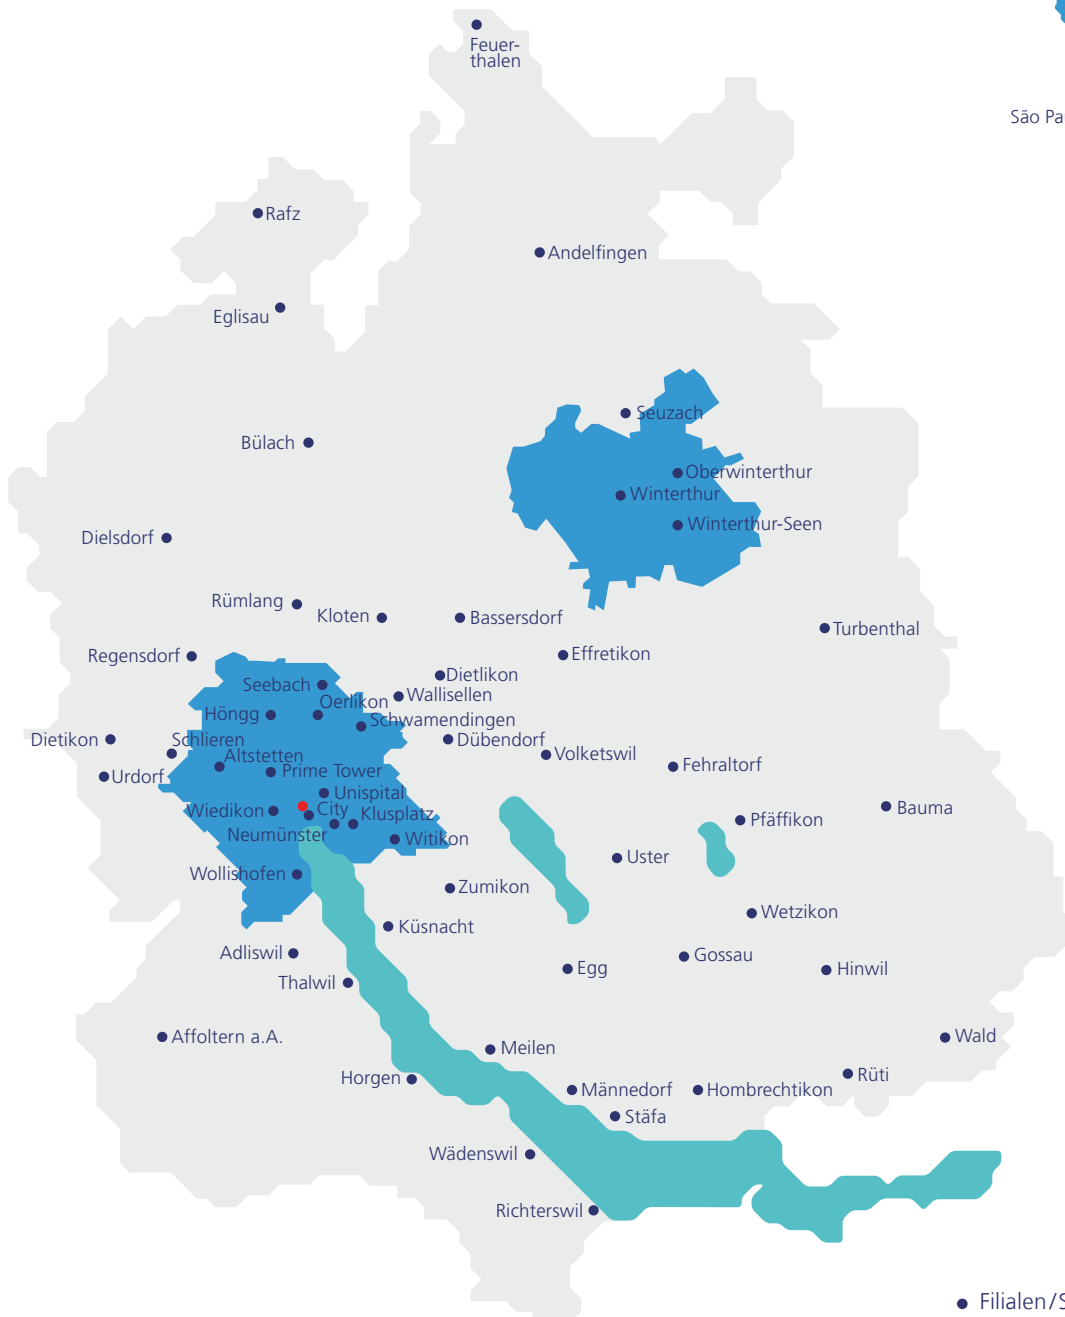 Feuer-
thalen
São Pau
Rafz
Andelfingen
Eglisau
Seuzach
Bülach
Oberwinterthur
Winterthur
Winterthur-Seen
Dielsdorf
Rümlang
Kloten
Bassersdorf
Turbenthal
Regensdorf
Effretikon
Dietlikon
Seebach
Wallisellen
Oerlikon
Höngg
Schwamendingen
Dietikon
Schlieren
Dübendorf
Altstetten
Volketswil
Fehraltorf
Urdorf
Prime Tower
Unispital
Wiedikon
City
Klusplatz
Bauma
Pfäffikon
Neumünster
Witikon
Uster
Wollishofen
Zumikon
Wetzikon
Küsnacht
Adliswil
Gossau
Egg
Hinwil
Thalwil
Affoltern a.A.
Wald
Meilen
Horgen
Rüti
Männedorf
Hombrechtikon
Stäfa
Wädenswil
Richterswil
Filialen/S